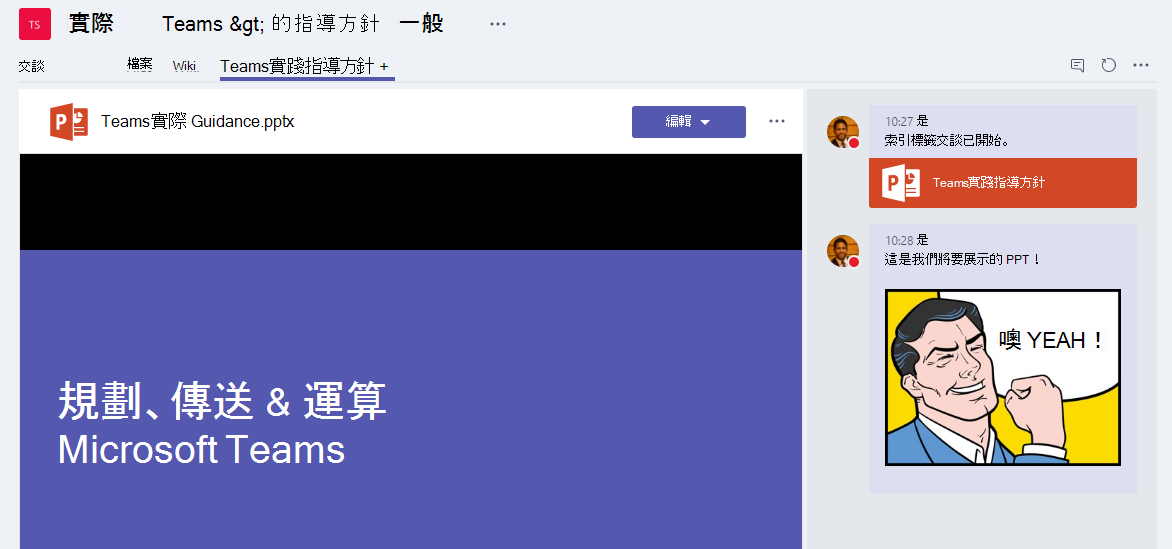 TS 實際 Teams &gt; 的指導方針 一般 ...
交談 檔案 Wiki Teams實踐指導方針 +
Teams實際 Guidance.pptx
編輯
規劃、傳送 & 運算
Microsoft Teams
10:27 是
索引標籤交談已開始。
Teams實踐指導方針
10:28 是
這是我們將要展示的 PPT！
噢 YEAH！